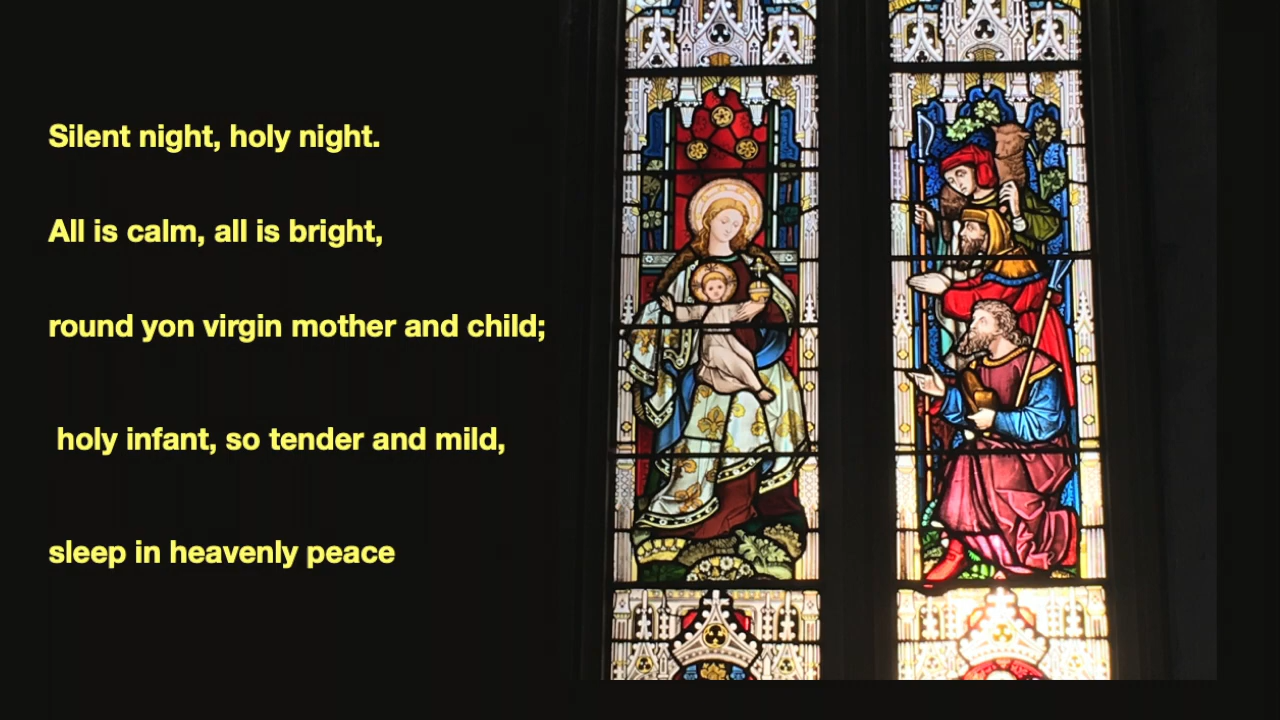 Silent night, holy night.
All is calm, all is bright,
round yon virgin mother and child;
holy infant, so tender and mild,
sleep in heavenly peace